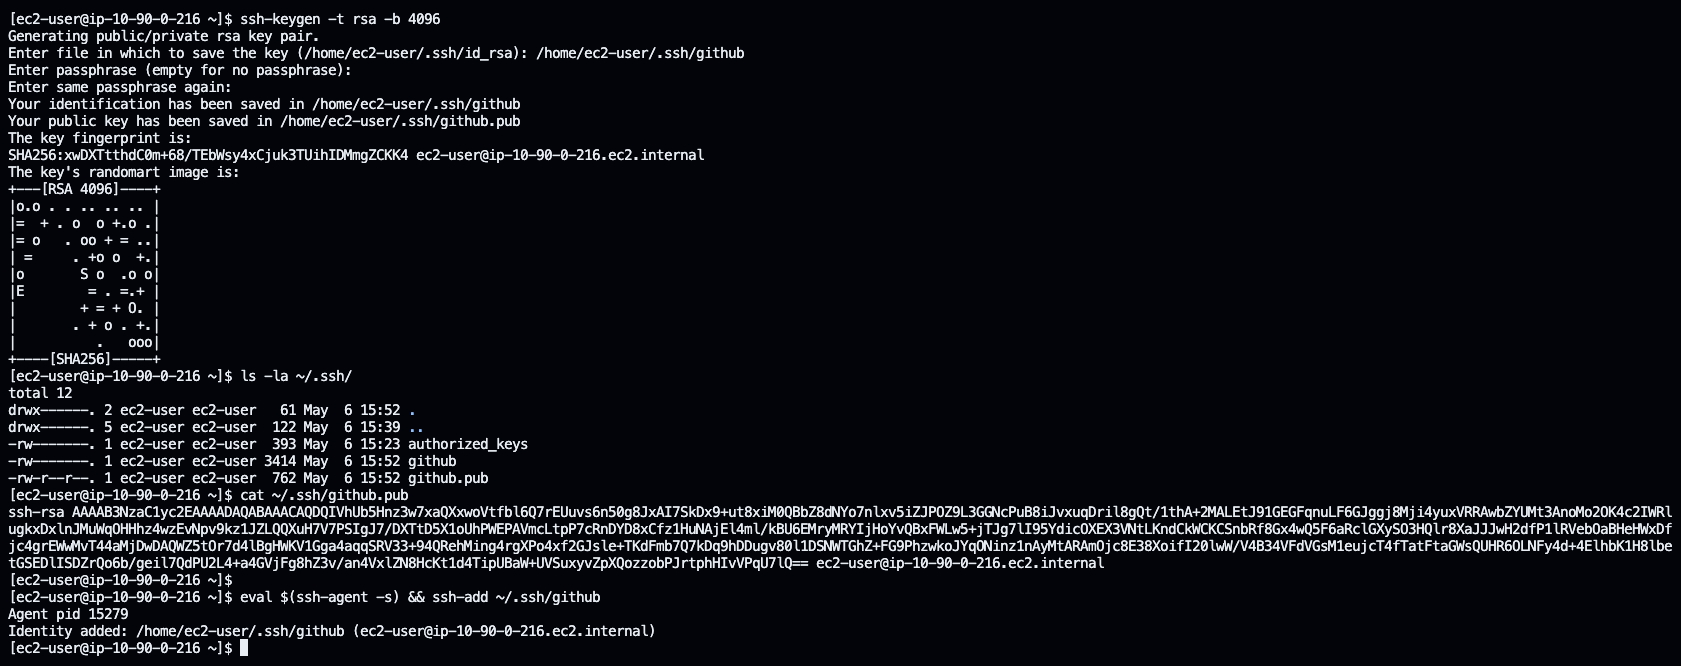 [ec2-user@ip-10-90-0-216 ~]$ ssh-keygen -t rsa -b 4096
Generating public/private rsa key pair.
Enter file in which to save the key (/home/ec2-user/.ssh/id_rsa): /home/ec2-user/.ssh/github
Enter passphrase (empty for no passphrase):
Enter same passphrase again:
Your identification has been saved in /home/ec2-user/.ssh/github
Your public key has been saved in /home/ec2-user/.ssh/github.pub
The key fingerprint is:
SHA256:xwDXTtthdC0m+68/TEbWsy4xCjuk3TUihIDMmgZCKK4 ec2-user@ip-10-90-0-216.ec2.internal
The key's randomart image is:
+---[RSA 4096]----+
|o.o . . .. .. .. |
|=  + . o  o +.o .|
|= o   . oo + = ..|
| =     . +o o  +.|
|o       S o  .o o|
|E        = . =.+ |
|        + = + O. |
|       . + o . +.|
|          .   ooo|
+----[SHA256]-----+
[ec2-user@ip-10-90-0-216 ~]$ ls -la ~/.ssh/
total 12
drwx------. 2 ec2-user ec2-user   61 May  6 15:52 .
drwx------. 5 ec2-user ec2-user  122 May  6 15:39 ..
-rw-------. 1 ec2-user ec2-user  393 May  6 15:23 authorized_keys
-rw-------. 1 ec2-user ec2-user 3414 May  6 15:52 github
-rw-r--r--. 1 ec2-user ec2-user  762 May  6 15:52 github.pub
[ec2-user@ip-10-90-0-216 ~]$ cat ~/.ssh/github.pub
ssh-rsa AAAAB3NzaC1yc2EAAAADAQABAAACAQDQIVhUb5Hnz3w7xaQXxwoVtfbl6Q7rEUuvs6n50g8JxAI7SkDx9+ut8xiM0QBbZ8dNYo7nlxv5iZJPOZ9L3GGNcPuB8iJvxuqDril8gQt/1thA+2MALEtJ91GEGFqnuLF6GJggj8Mji4yuxVRRAwbZYUMt3AnoMo2OK4c2IWRl
ugkxDxlnJMuWqOHHhz4wzEvNpv9kz1JZLQQXuH7V7PSIgJ7/DXTtD5X1oUhPWEPAVmcLtpP7cRnDYD8xCfz1HuNAjEl4ml/kBU6EMryMRYIjHoYvQBxFWLw5+jTJg7lI95YdicOXEX3VNtLKndCkWCKCSnbRf8Gx4wQ5F6aRclGXySO3HQlr8XaJJJwH2dfP1lRVebOaBHeHWxDf
jc4grEWwMvT44aMjDwDAQWZ5tOr7d4lBgHWKV1Gga4aqqSRV33+94QRehMing4rgXPo4xf2GJsle+TKdFmb7Q7kDq9hDDugv80l1DSNWTGhZ+FG9PhzwkoJYqONinz1nAyMtARAmOjc8E38XoifI20lwW/V4B34VFdVGsM1eujcT4fTatFtaGWsQUHR6OLNFy4d+4ElhbK1H8lbe
tGSEDlISDZrQo6b/geil7QdPU2L4+a4GVjFg8hZ3v/an4VxlZN8HcKt1d4TipUBaW+UVSuxyvZpXQozzobPJrtphHIvVPqU7lQ== ec2-user@ip-10-90-0-216.ec2.internal
[ec2-user@ip-10-90-0-216 ~]$
[ec2-user@ip-10-90-0-216 ~]$ eval $(ssh-agent -s) && ssh-add ~/.ssh/github
Agent pid 15279
Identity added: /home/ec2-user/.ssh/github (ec2-user@ip-10-90-0-216.ec2.internal)
[ec2-user@ip-10-90-0-216 ~]$